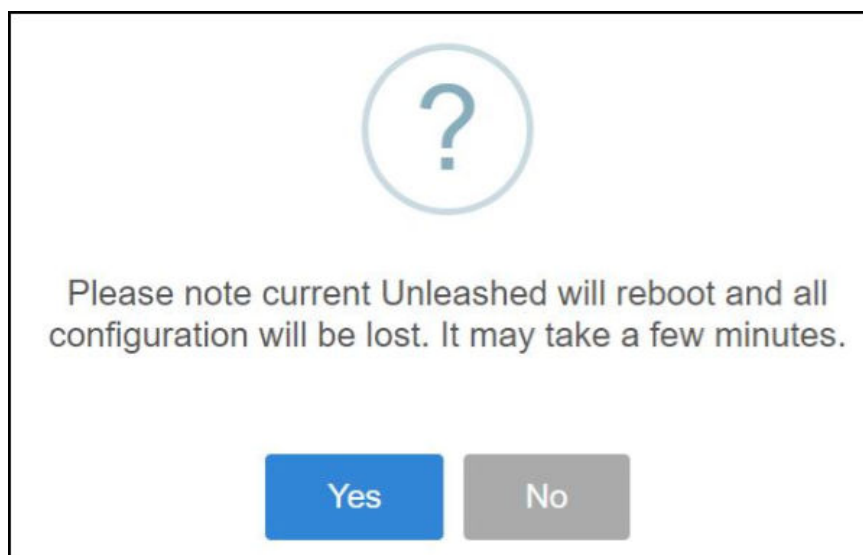 ?
Please note current Unleashed will reboot and all
configuration will be lost. It may take a few minutes.
Yes No